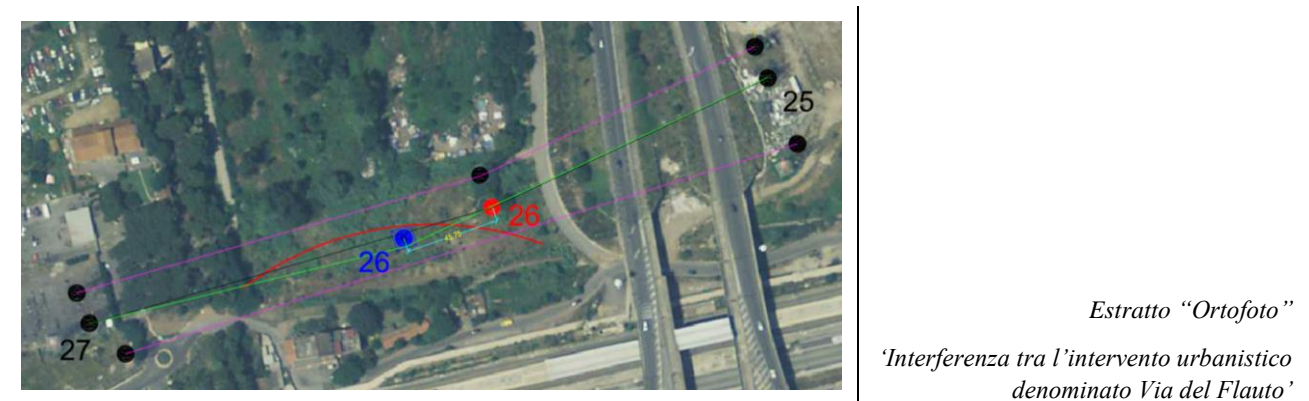 25
26
26
27
Estratto “Ortofoto”
‘Interferenza tra l’intervento urbanistico
denominato Via del Flauto’